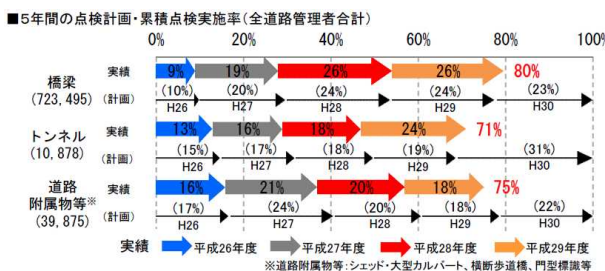 ■5年間の点検計画・累積点検実施率（全道路管理者合計）
0% 20% 40% 60% 80% 100%
橋梁
(723,495)
実績 9% 19% 26% 26% 80%
(計画) (10%) (20%) (24%) (24%) (23%)
H26 H27 H28 H29 H30
トンネル
(10,878)
実績 13% 16% 18% 24% 71%
(計画) (15%) (17%) (18%) (19%) (31%)
H26 H27 H28 H29 H30
道路
附属物等※
(39,875)
実績 16% 21% 20% 18% 75%
(計画) (17%) (24%) (20%) (18%) (22%)
H26 H27 H28 H29 H30
実績 平成26年度 平成27年度 平成28年度 平成29年度
※道路附属物等：シェッド・大型カルバート、横断歩道橋、門型標識等